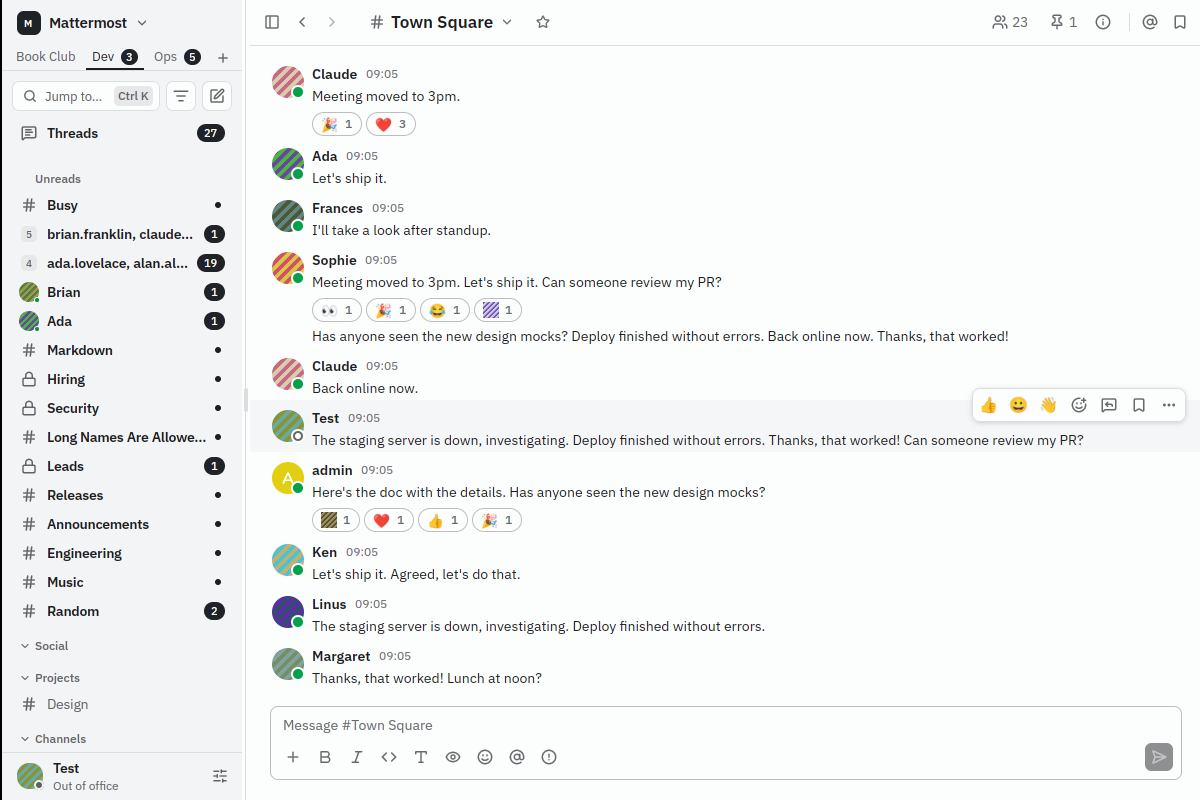 M Mattermost
Book Club Dev 3 Ops 5
Jump to... Ctrl K
Threads 27
Unreads
Busy
5 brian.franklin, claude... 1
4 ada.lovelace, alan.al... 19
Brian 1
Ada 1
Markdown
Hiring
Security
Long Names Are Allowe...
Leads 1
Releases
Announcements
Engineering
Music
Random 2
Social
Projects
Design
Channels
Test
Out of office
# Town Square
23 1
Claude 09:05
Meeting moved to 3pm.
1 3
Ada 09:05
Let's ship it.
Frances 09:05
I'll take a look after standup.
Sophie 09:05
Meeting moved to 3pm. Let's ship it. Can someone review my PR?
1 1 1 1
Has anyone seen the new design mocks? Deploy finished without errors. Back online now. Thanks, that worked!
Claude 09:05
Back online now.
Test 09:05
The staging server is down, investigating. Deploy finished without errors. Thanks, that worked! Can someone review my PR?
A admin 09:05
Here's the doc with the details. Has anyone seen the new design mocks?
1 1 1 1
Ken 09:05
Let's ship it. Agreed, let's do that.
Linus 09:05
The staging server is down, investigating. Deploy finished without errors.
Margaret 09:05
Thanks, that worked! Lunch at noon?
Message #Town Square